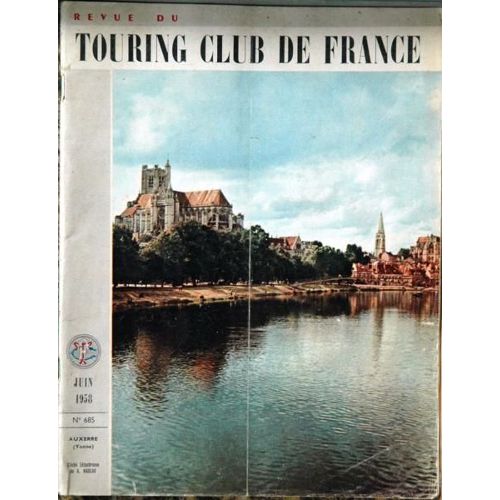 REVUE DU
TOURING CLUB DE FRANCE
JUIN
1958
N° 685
AUXERRE
(Yonne)